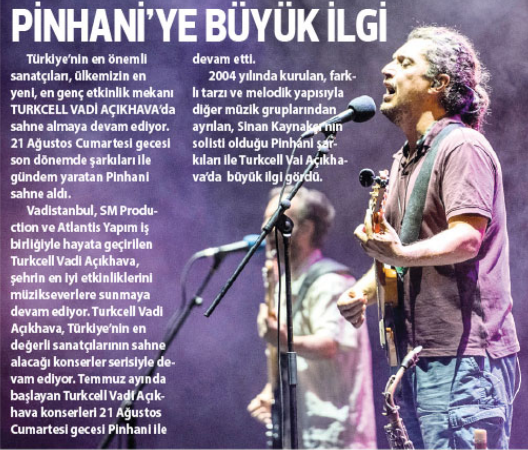 PİNHANİ'YE BÜYÜK İLGİ
Türkiye'nin en önemli
sanatçıları, ülkemizin en
yeni, en genç etkinlik mekanı
TURKCELL VADİ AÇIKHAVA'da
sahne almaya devam ediyor.
21 Ağustos Cumartesi gecesi
son dönemde şarkıları ile
gündem yaratan Pinhani
sahne aldı.
Vadistanbul, SM Produ-
ction ve Atlantis Yapım iş
birliğiyle hayata geçirilen
Turkcell Vadi Açıkhava,
şehrin en iyi etkinliklerini
müzikseverlere sunmaya
devam ediyor. Turkcell Vadi
Açıkhava, Türkiye'nin en
değerli sanatçılarının sahne
alacağı konserler serisiyle de-
vam ediyor. Temmuz ayında
başlayan Turkcell Vadi Açık-
hava konserleri 21 Ağustos
Cumartesi gecesi Pinhani ile
devam etti.
2004 yılında kurulan, fark-
lı tarzı ve melodik yapısıyla
diğer müzik gruplarından
ayrılan, Sinan Kaynakçı'nın
solisti olduğu Pinhani şar-
kıları ile Turkcell Vai Açıkha-
va'da büyük ilgi gördü.